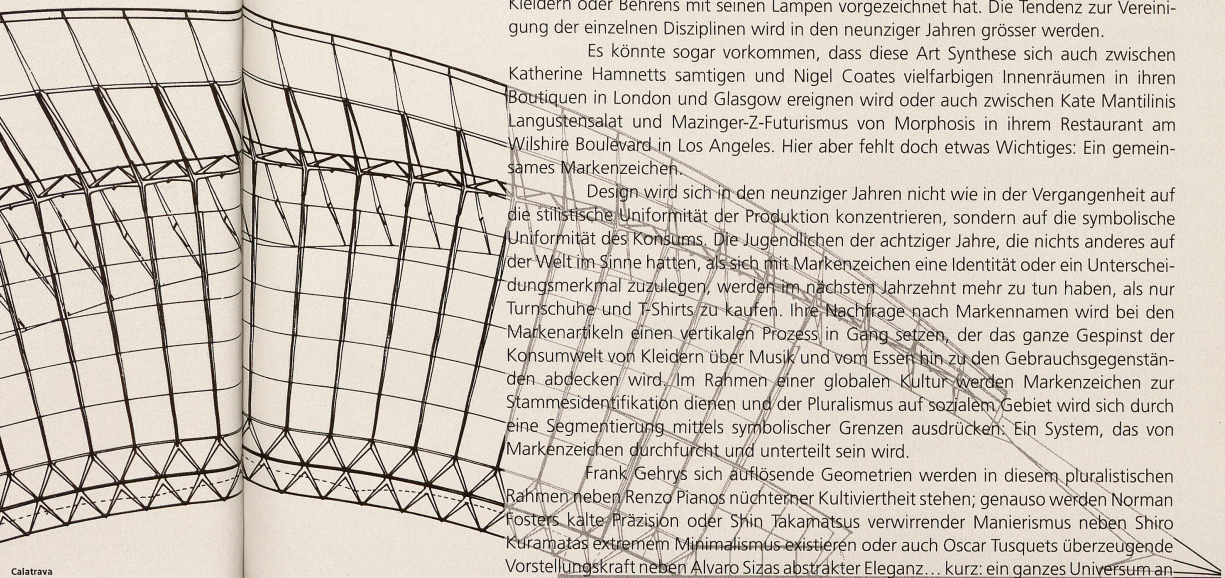 Kleidern oder Behrens mit seinen Lampen vorgezeichnet hat. Die Tendenz zur Vereini-
gung der einzelnen Disziplinen wird in den neunziger Jahren grösser werden.
Es könnte sogar vorkommen, dass diese Art Synthese sich auch zwischen
Katherine Hamnetts samtigen und Nigel Coates vielfarbigen Innenräumen in ihren
Boutiquen in London und Glasgow ereignen wird oder auch zwischen Kate Mantilinis
Langustensalat und Mazinger-Z-Futurismus von Morphosis in ihrem Restaurant am
Wilshire Boulevard in Los Angeles. Hier aber fehlt doch etwas Wichtiges: Ein gemein-
sames Markenzeichen.
Design wird sich in den neunziger Jahren nicht wie in der Vergangenheit auf
die stilistische Uniformität der Produktion konzentrieren, sondern auf die symbolische
Uniformität des Konsums. Die Jugendlichen der achtziger Jahre, die nichts anderes auf
der Welt im Sinne hatten, als sich mit Markenzeichen eine Identität oder ein Unterschei-
dungsmerkmal zuzulegen, werden im nächsten Jahrzehnt mehr zu tun haben, als nur
Turnschuhe und T-Shirts zu kaufen. Ihre Nachfrage nach Markennamen wird bei den
Markenartikeln einen vertikalen Prozess in Gang setzen, der das ganze Gespinst der
Konsumwelt von Kleidern über Musik und vom Essen hin zu den Gebrauchsgegenstän-
den abdecken wird. Im Rahmen einer globalen Kultur werden Markenzeichen zur
Stammesidentifikation dienen und der Pluralismus auf sozialem Gebiet wird sich durch
eine Segmentierung mittels symbolischer Grenzen ausdrücken: Ein System, das von
Markenzeichen durchfurcht und unterteilt sein wird.
Frank Gehrys sich auflösende Geometrien werden in diesem pluralistischen
Rahmen neben Renzo Pianos nüchterner Kultiviertheit stehen; genauso werden Norman
Fosters kalte Präzision oder Shin Takamatsus verwirrender Manierismus neben Shiro
Kuramatas extremem Minimalismus existieren oder auch Oscar Tusquets überzeugende
Vorstellungskraft neben Alvaro Sizas abstrakter Eleganz... kurz: ein ganzes Universum an
Calatrava